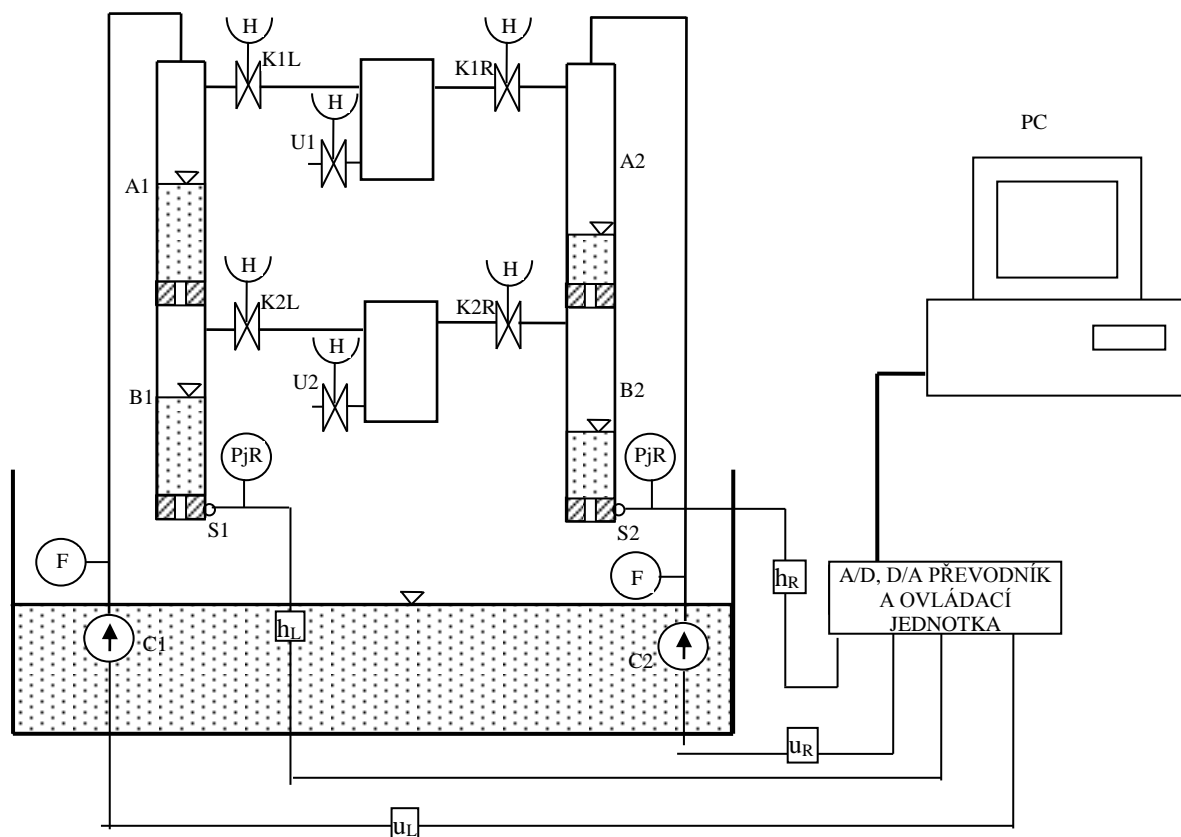 H
H
K1L
K1R
H
U1
PC
A1
A2
H
H
K2L
K2R
H
U2
B1
B2
PjR
PjR
S1
S2
F
F
hR
A/D, D/A PŘEVODNÍK
A OVLÁDACÍ
JEDNOTKA
hL
C1
C2
uR
uL